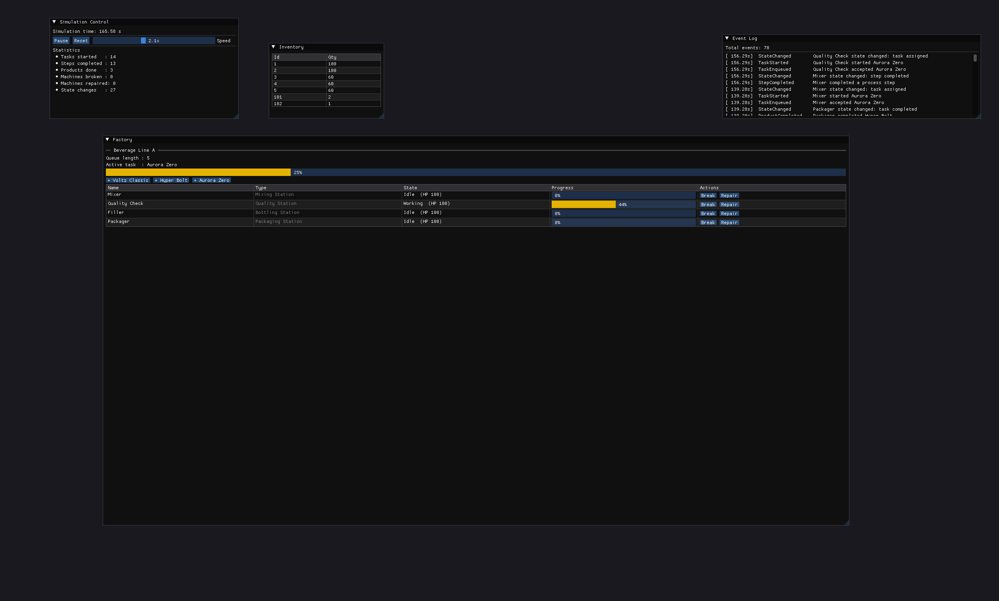 Simulation Control
Simulation time: 165.58 s
Pause Reset 2.1x Speed
Statistics
Tasks started : 14
Steps completed : 13
Products done : 3
Machines broken : 0
Machines repaired: 0
State changes : 27
Inventory
Id Qty
1 100
2 100
3 60
4 60
5 60
101 2
102 1
Event Log
Total events: 78
[ 156.29s] StateChanged Quality Check state changed: task assigned
[ 156.29s] TaskStarted Quality Check started Aurora Zero
[ 156.29s] TaskEnqueued Quality Check accepted Aurora Zero
[ 156.29s] StateChanged Mixer state changed: step completed
[ 156.29s] StepCompleted Mixer completed a process step
[ 139.28s] StateChanged Mixer state changed: task assigned
[ 139.28s] TaskStarted Mixer started Aurora Zero
[ 139.28s] TaskEnqueued Mixer accepted Aurora Zero
[ 139.28s] StateChanged Packager state changed: task completed
[ 139.28s] ProductCompleted Packager completed Hyper Bolt
Factory
Beverage Line A
Queue length : 5
Active task : Aurora Zero
25%
+ Voltz Classic + Hyper Bolt + Aurora Zero
Name Type State Progress Actions
Mixer Mixing Station Idle (HP 100) 0% Break Repair
Quality Check Quality Station Working (HP 100) 44% Break Repair
Filler Bottling Station Idle (HP 100) 0% Break Repair
Packager Packaging Station Idle (HP 100) 0% Break Repair